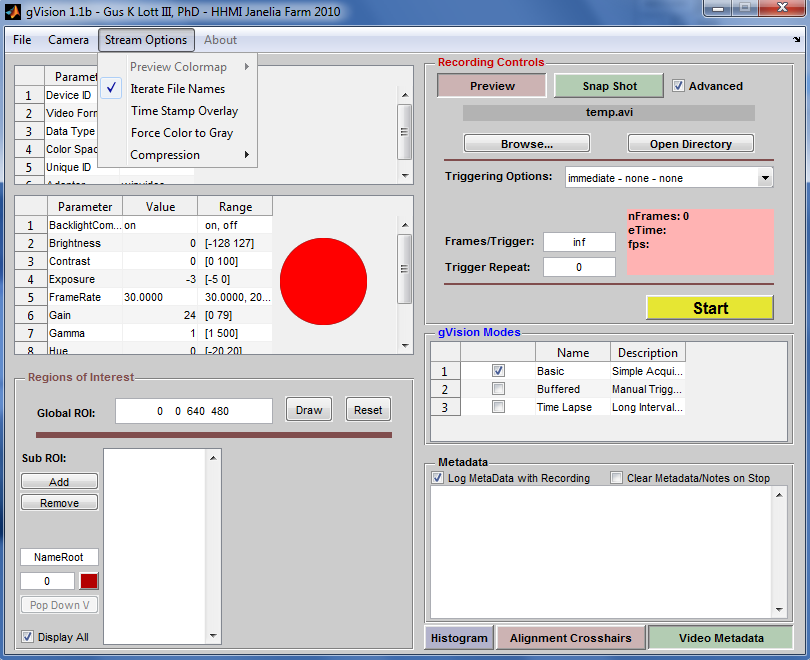 gVision 1.1b - Gus K Lott III, PhD - HHMI Janelia Farm 2010
File Camera Stream Options About
Preview Colormap
Iterate File Names
Time Stamp Overlay
Force Color to Gray
Compression
Paramet
1 Device ID
2 Video Form
3 Data Type
4 Color Spac
5 Unique ID
6 Adaptor winvideo
Parameter Value Range
1 BacklightCom... on on, off
2 Brightness 0 [-128 127]
3 Contrast 0 [0 100]
4 Exposure -3 [-5 0]
5 FrameRate 30.0000 30.0000, 20...
6 Gain 24 [0 79]
7 Gamma 1 [1 500]
8 Hue 0 [-20 20]
Regions of Interest
Global ROI: 0 0 640 480 Draw Reset
Sub ROI:
Add
Remove
NameRoot
0
Pop Down V
Display All
Recording Controls
Preview Snap Shot Advanced
temp.avi
Browse... Open Directory
Triggering Options: immediate - none - none
nFrames: 0
eTime:
fps:
Frames/Trigger: inf
Trigger Repeat: 0
Start
gVision Modes
Name Description
1 Basic Simple Acqui...
2 Buffered Manual Trigg...
3 Time Lapse Long Interval...
Metadata
Log MetaData with Recording Clear Metadata/Notes on Stop
Histogram Alignment Crosshairs Video Metadata